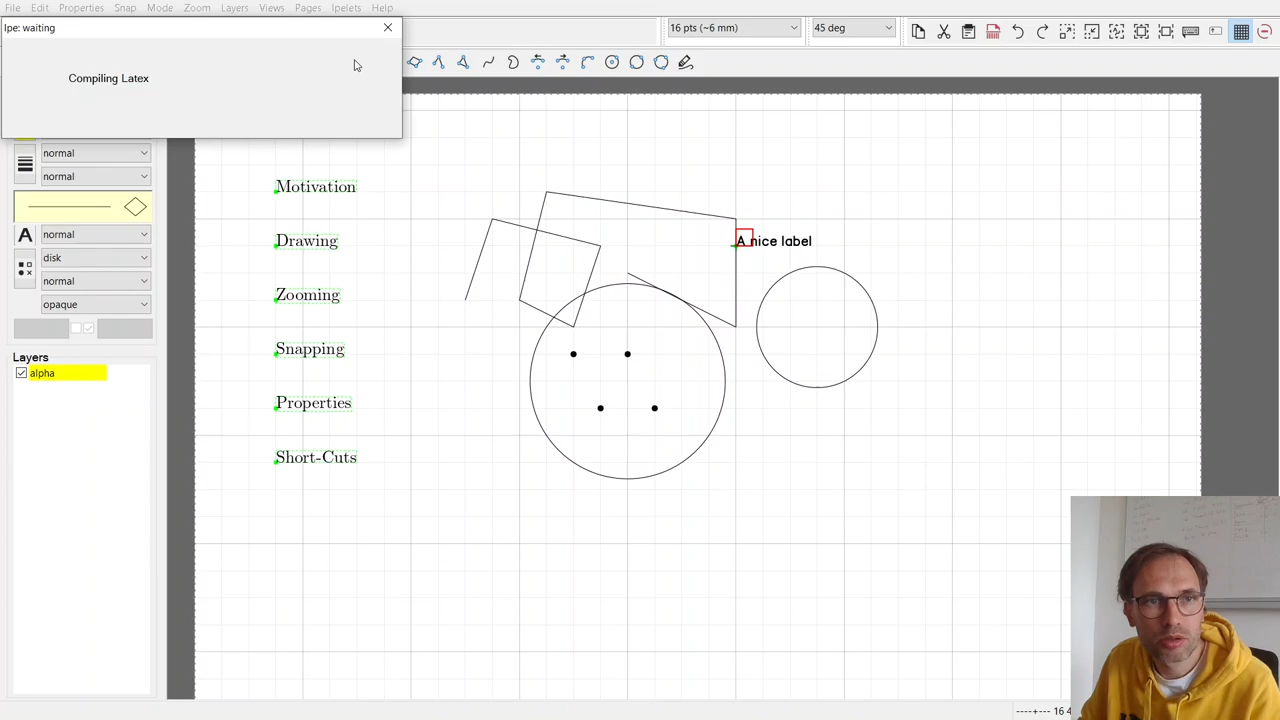 File Edit Properties Snap Mode Zoom Layers Views Pages Ipelets Help
Ipe: waiting
16 pts (~6 mm)
45 deg
Compiling Latex
normal
normal
A normal
disk
normal
opaque
Layers
alpha
Motivation
Drawing
A nice label
Zooming
Snapping
Properties
Short-Cuts
----+--- 16 4